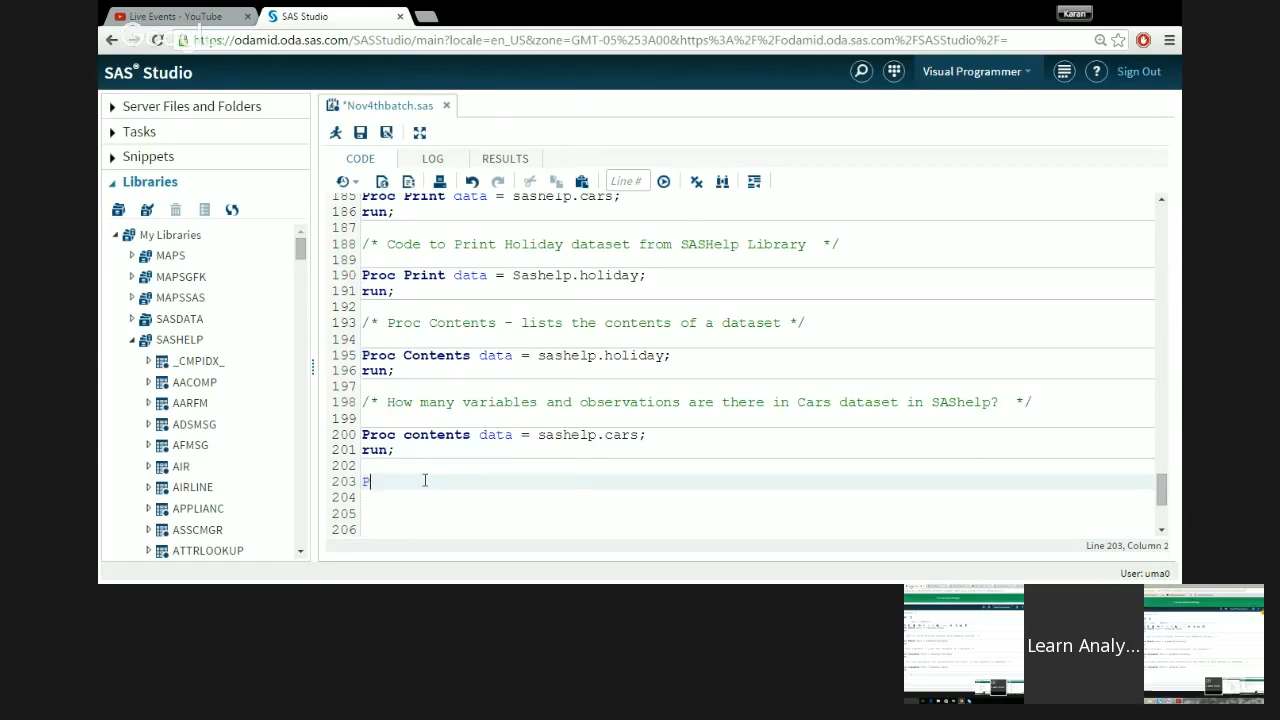 Live Events - YouTube
SAS Studio
Karan
https://odamid.oda.sas.com/SASStudio/main?locale=en_US&zone=GMT-05%253A00&https%3A%2F%2Fodamid.oda.sas.com%2FSASStudio%2F=
SAS® Studio
Visual Programmer
Sign Out
Server Files and Folders
Tasks
Snippets
Libraries
My Libraries
MAPS
MAPSGFK
MAPSSAS
SASDATA
SASHELP
_CMPIDX_
AACOMP
AARFM
ADSMSG
AFMSG
AIR
AIRLINE
APPLIANC
ASSCMGR
ATTRLOOKUP
*Nov4thbatch.sas
CODE
LOG
RESULTS
Line #
185 Proc Print data = sashelp.cars;
186 run;
187
188 /* Code to Print Holiday dataset from SASHelp Library */
189
190 Proc Print data = Sashelp.holiday;
191 run;
192
193 /* Proc Contents - lists the contents of a dataset */
194
195 Proc Contents data = sashelp.holiday;
196 run;
197
198 /* How many variables and observations are there in Cars dataset in SAShelp? */
199
200 Proc contents data = sashelp.cars;
201 run;
202
203 P
204
205
206
Line 203, Column 2
User: uma0
Learn Analy...